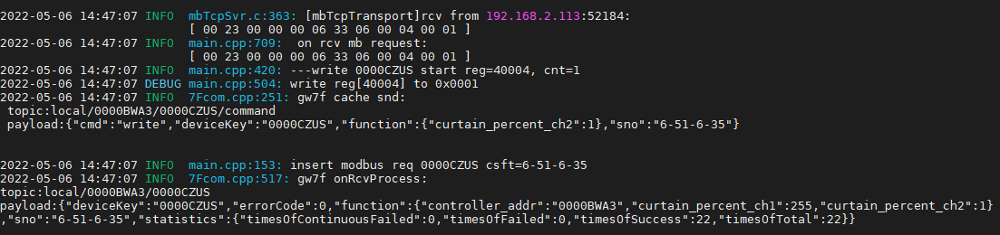 2022-05-06 14:47:07 INFO  mbTcpSvr.c:363: [mbTcpTransport]rcv from 192.168.2.113:52184:
[ 00 23 00 00 00 06 33 06 00 04 00 01 ]
2022-05-06 14:47:07 INFO  main.cpp:709:  on rcv mb request:
[ 00 23 00 00 00 06 33 06 00 04 00 01 ]
2022-05-06 14:47:07 INFO  main.cpp:420: ---write 0000CZUS start reg=40004, cnt=1
2022-05-06 14:47:07 DEBUG main.cpp:504: write reg[40004] to 0x0001
2022-05-06 14:47:07 INFO  7Fcom.cpp:251: gw7f cache snd:
topic:local/0000BWA3/0000CZUS/command
payload:{"cmd":"write","deviceKey":"0000CZUS","function":{"curtain_percent_ch2":1},"sno":"6-51-6-35"}
2022-05-06 14:47:07 INFO  main.cpp:153: insert modbus req 0000CZUS csft=6-51-6-35
2022-05-06 14:47:07 INFO  7Fcom.cpp:517: gw7f onRcvProcess:
topic:local/0000BWA3/0000CZUS
payload:{"deviceKey":"0000CZUS","errorCode":0,"function":{"controller_addr":"0000BWA3","curtain_percent_ch1":255,"curtain_percent_ch2":1}
,"sno":"6-51-6-35","statistics":{"timesOfContinuousFailed":0,"timesOfFailed":0,"timesOfSuccess":22,"timesOfTotal":22}}